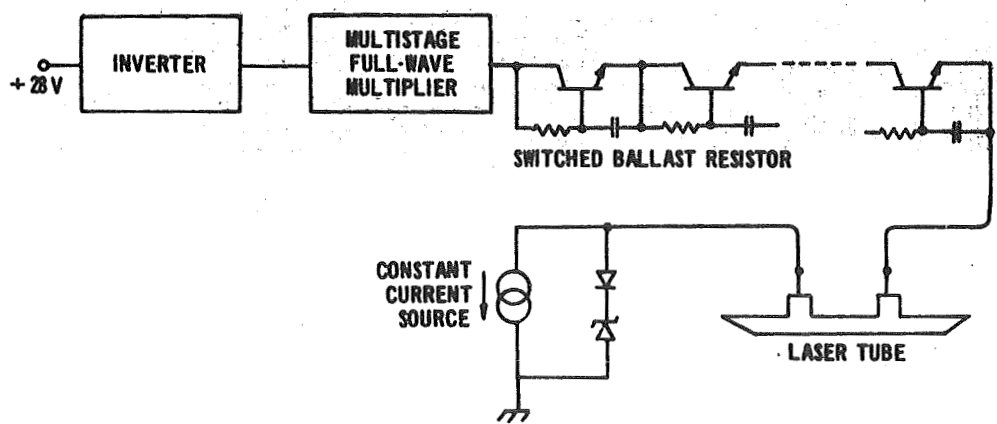 + 28 V
INVERTER
MULTISTAGE
FULL-WAVE
MULTIPLIER
SWITCHED BALLAST RESISTOR
CONSTANT
CURRENT
SOURCE
LASER TUBE